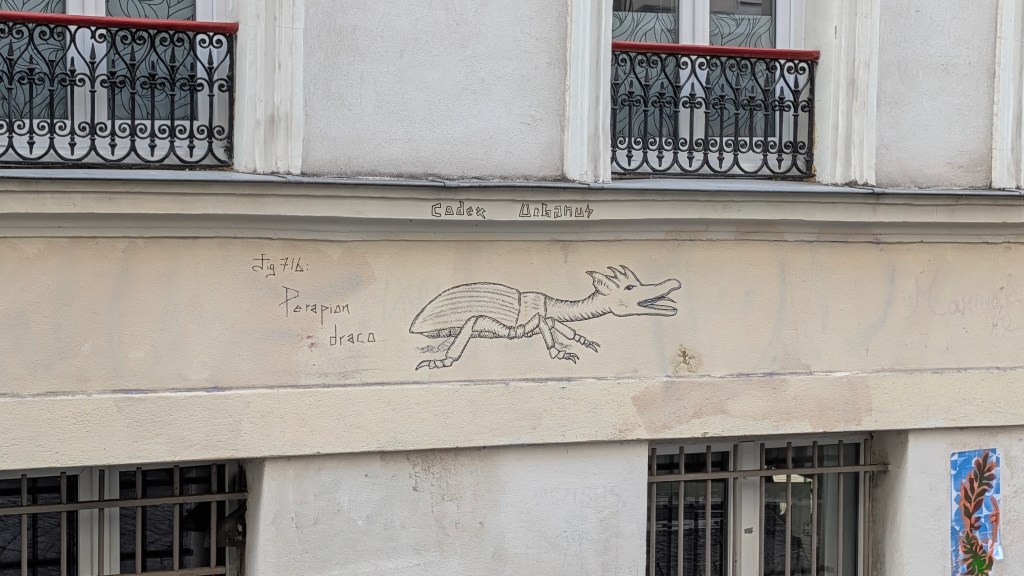 Codex Urbanus
fig 716:
Perapion
draco